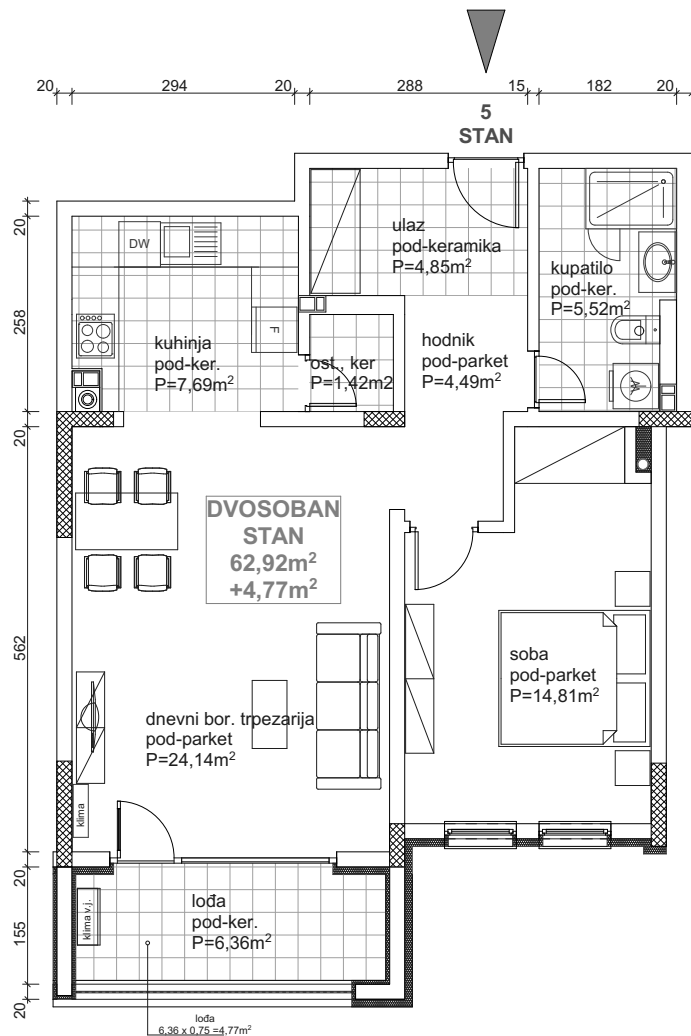 20 294 20 288 15 182 20
5
STAN
20
258
20
562
20
155
20
DW
ulaz
pod-keramika
P=4,85m²
kupatilo
pod-ker.
P=5,52m²
kuhinja
pod-ker.
P=7,69m²
F
ost., ker
P=1,42m2
hodnik
pod-parket
P=4,49m²
DVOSOBAN
STAN
62,92m²
+4,77m²
soba
pod-parket
P=14,81m²
dnevni bor. trpezarija
pod-parket
P=24,14m²
klima
klima v.j.
lođa
pod-ker.
P=6,36m²
lođa
6,36 x 0,75 =4,77m²